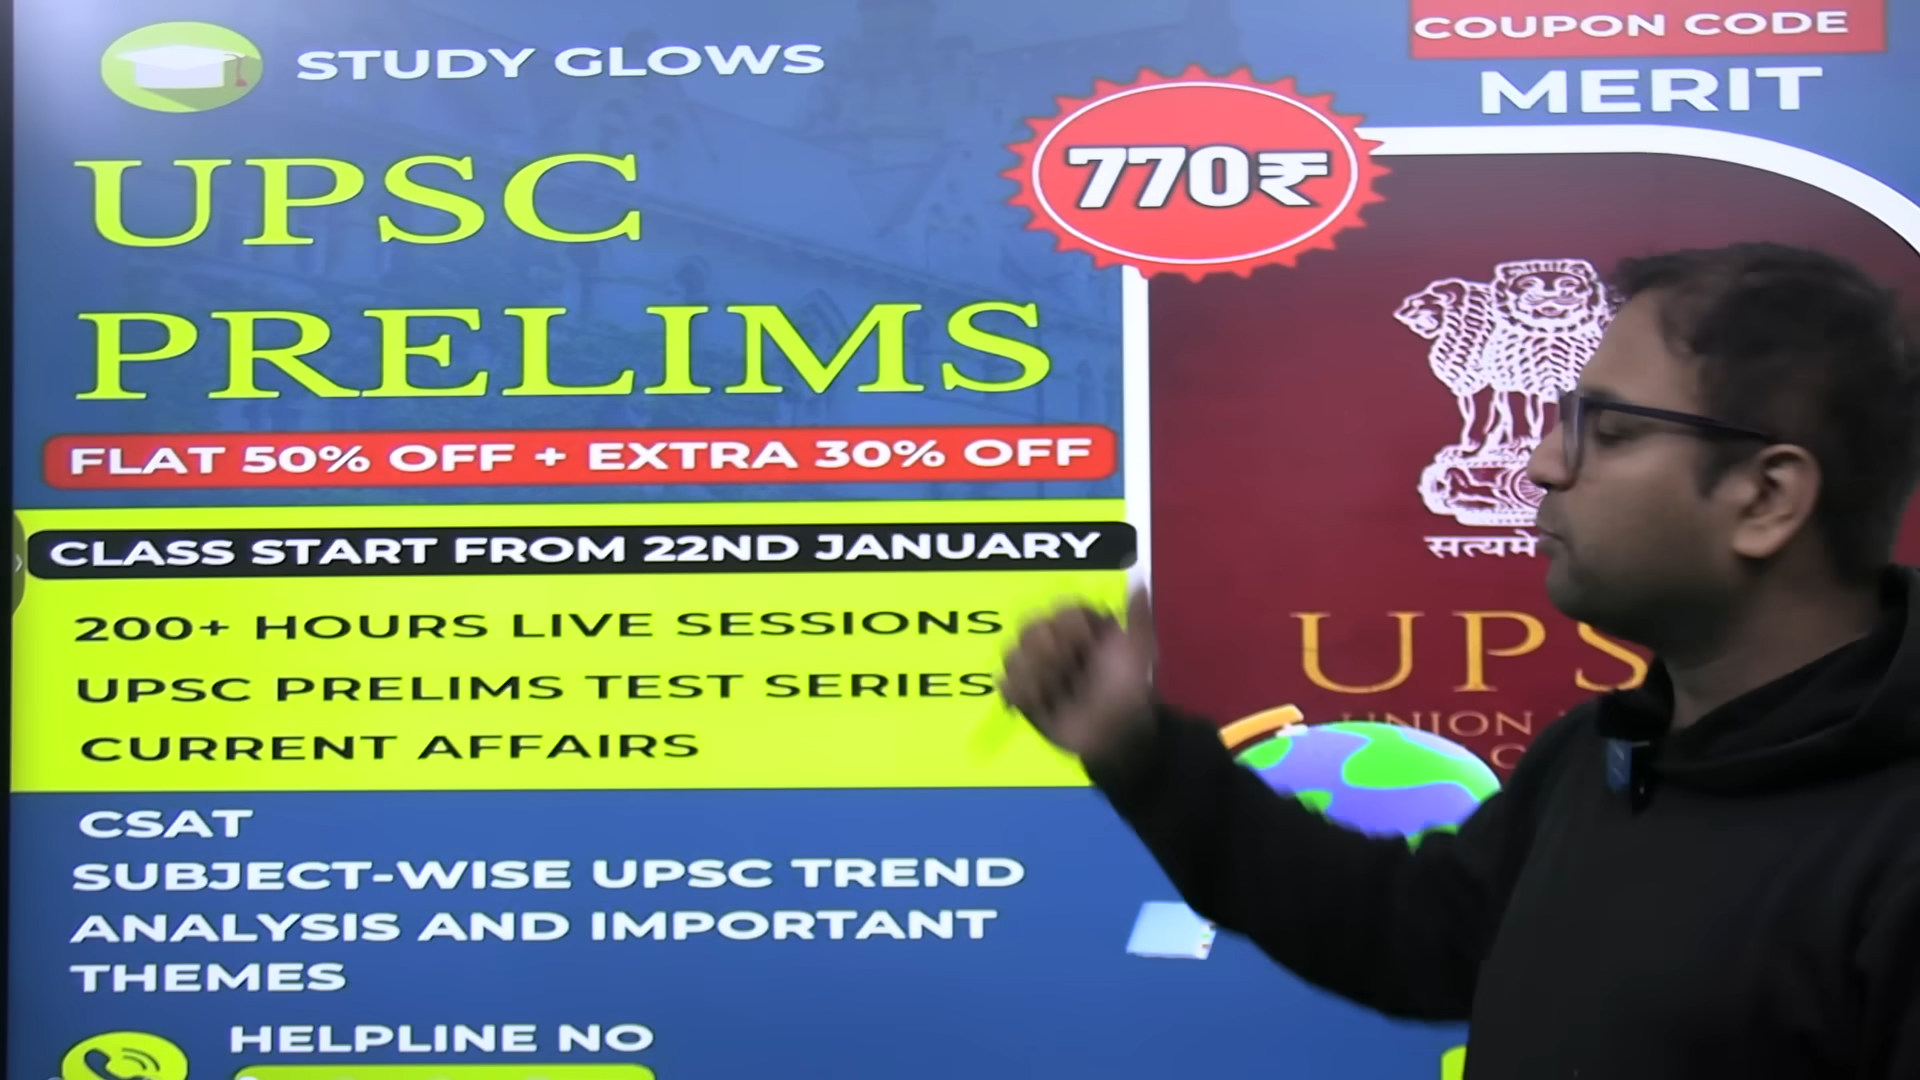 STUDY GLOWS
COUPON CODE
MERIT
770₹
UPSC
PRELIMS
FLAT 50% OFF + EXTRA 30% OFF
CLASS START FROM 22ND JANUARY
200+ HOURS LIVE SESSIONS
UPSC PRELIMS TEST SERIES
CURRENT AFFAIRS
CSAT
SUBJECT-WISE UPSC TREND
ANALYSIS AND IMPORTANT
THEMES
HELPLINE NO
सत्यमे
UPS
UNION